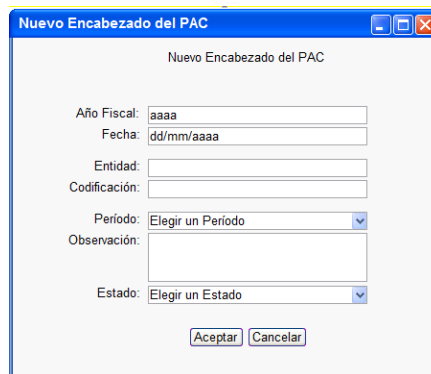 Nuevo Encabezado del PAC
Nuevo Encabezado del PAC
Año Fiscal: aaaa
Fecha: dd/mm/aaaa
Entidad:
Codificación:
Período: Elegir un Período
Observación:
Estado: Elegir un Estado
Aceptar Cancelar